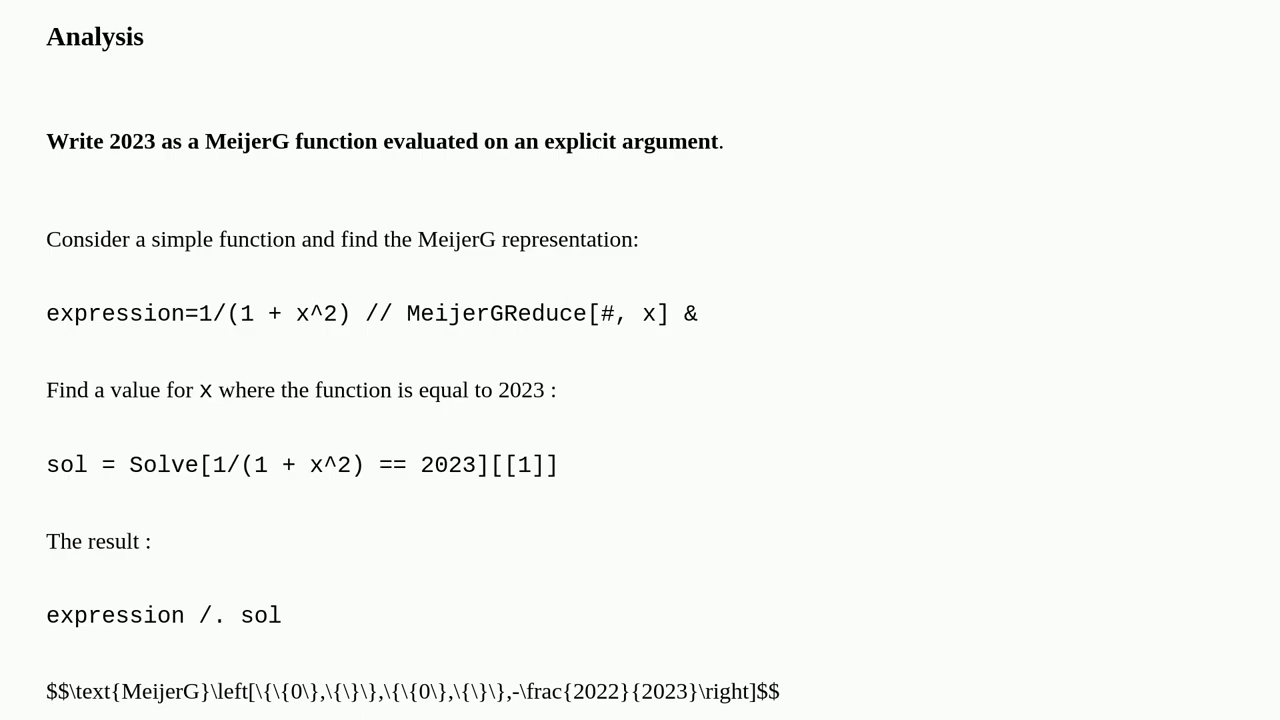 Analysis
Write 2023 as a MeijerG function evaluated on an explicit argument.
Consider a simple function and find the MeijerG representation:
expression=1/(1 + x^2) // MeijerGReduce[#, x] &
Find a value for x where the function is equal to 2023 :
sol = Solve[1/(1 + x^2) == 2023][[1]]
The result :
expression /. sol
$$\text{MeijerG}\left[\{\{0\},\{\}\},\{\{0\},\{\}\},-\frac{2022}{2023}\right]$$